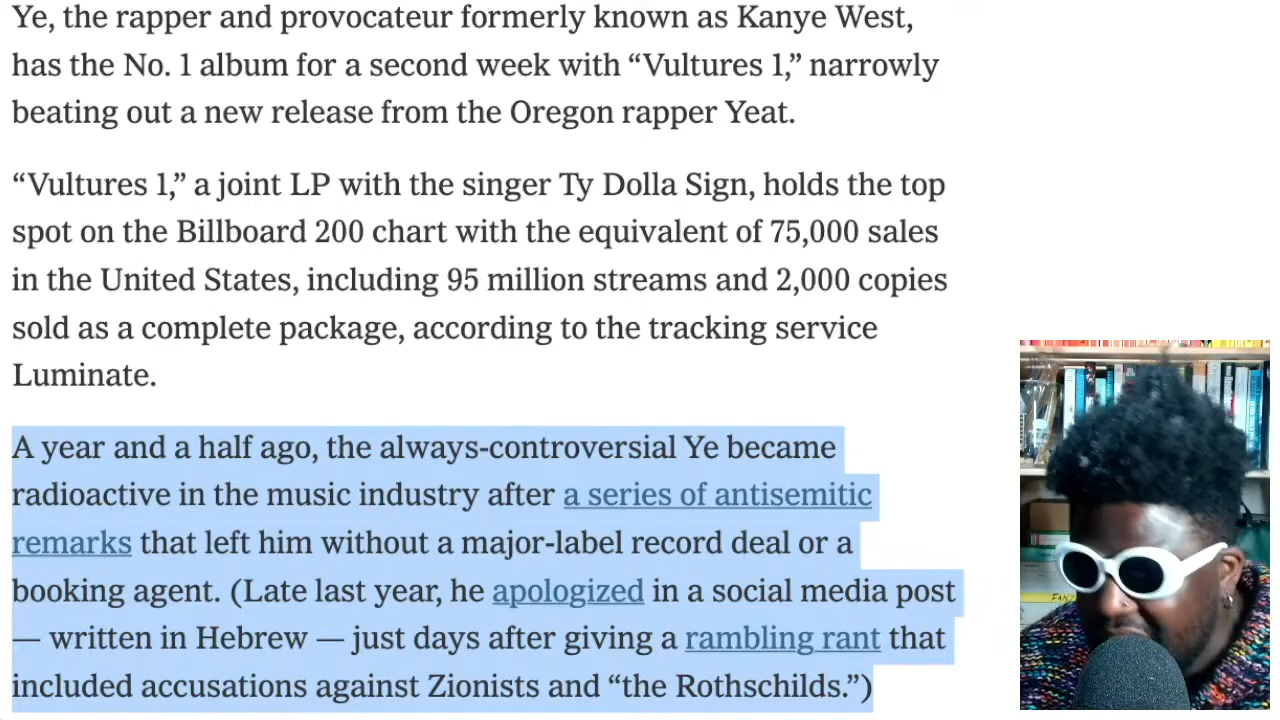 Ye, the rapper and provocateur formerly known as Kanye West,
has the No. 1 album for a second week with “Vultures 1,” narrowly
beating out a new release from the Oregon rapper Yeat.
“Vultures 1,” a joint LP with the singer Ty Dolla Sign, holds the top
spot on the Billboard 200 chart with the equivalent of 75,000 sales
in the United States, including 95 million streams and 2,000 copies
sold as a complete package, according to the tracking service
Luminate.
A year and a half ago, the always-controversial Ye became
radioactive in the music industry after a series of antisemitic
remarks that left him without a major-label record deal or a
booking agent. (Late last year, he apologized in a social media post
— written in Hebrew — just days after giving a rambling rant that
included accusations against Zionists and “the Rothschilds.”)